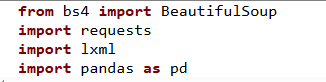 from bs4 import BeautifulSoup
import requests
import lxml
import pandas as pd